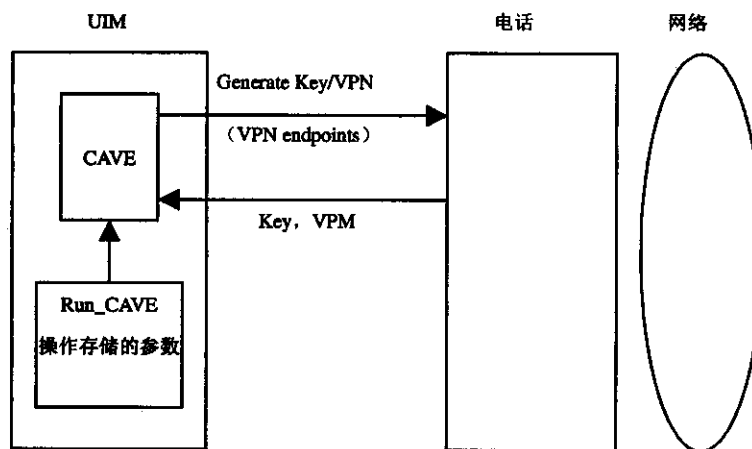 UIM
电话
网络
Generate Key/VPN
（VPN endpoints）
CAVE
Key，VPM
Run_CAVE
操作存储的参数